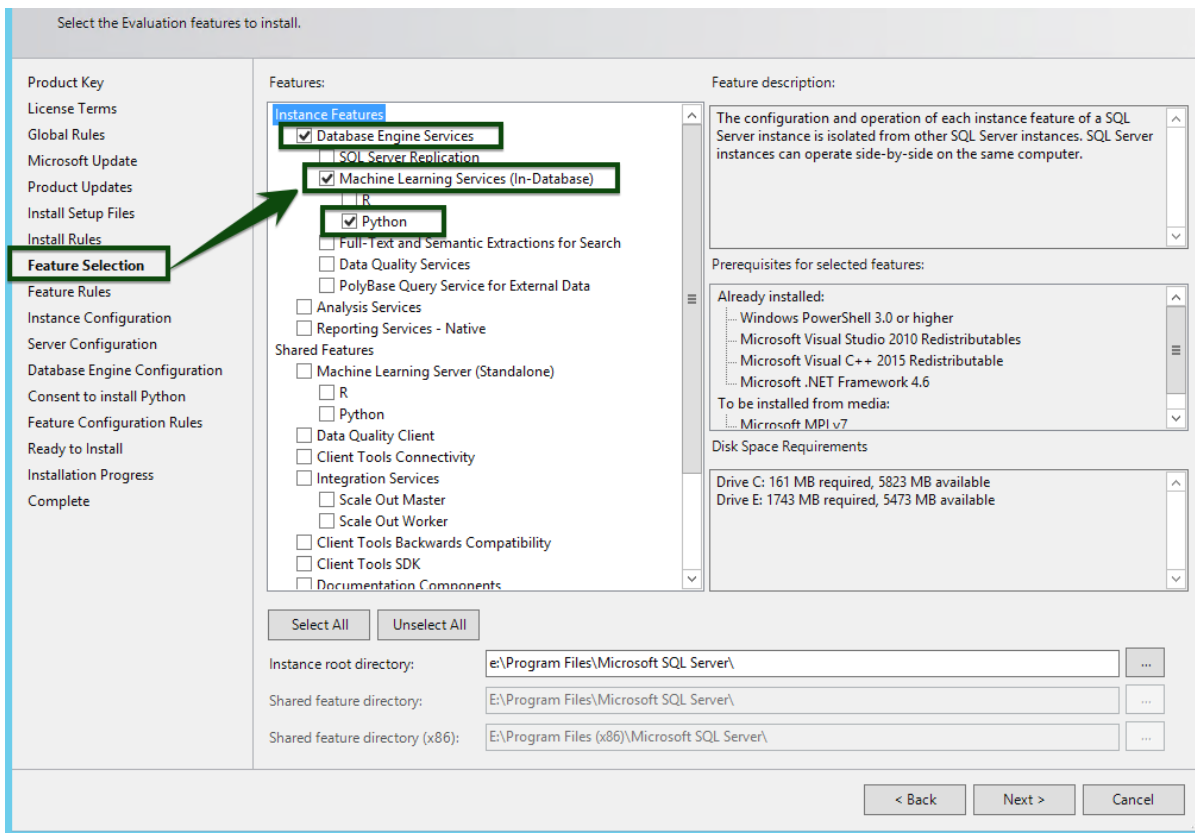 Select the Evaluation features to install.
Product Key
License Terms
Global Rules
Microsoft Update
Product Updates
Install Setup Files
Install Rules
Feature Selection
Feature Rules
Instance Configuration
Server Configuration
Database Engine Configuration
Consent to install Python
Feature Configuration Rules
Ready to Install
Installation Progress
Complete
Features:
Instance Features
Database Engine Services
SQL Server Replication
Machine Learning Services (In-Database)
R
Python
Full-Text and Semantic Extractions for Search
Data Quality Services
PolyBase Query Service for External Data
Analysis Services
Reporting Services - Native
Shared Features
Machine Learning Server (Standalone)
R
Python
Data Quality Client
Client Tools Connectivity
Integration Services
Scale Out Master
Scale Out Worker
Client Tools Backwards Compatibility
Client Tools SDK
Documentation Components
Feature description:
The configuration and operation of each instance feature of a SQL
Server instance is isolated from other SQL Server instances. SQL Server
instances can operate side-by-side on the same computer.
Prerequisites for selected features:
Already installed:
Windows PowerShell 3.0 or higher
Microsoft Visual Studio 2010 Redistributables
Microsoft Visual C++ 2015 Redistributable
Microsoft .NET Framework 4.6
To be installed from media:
Microsoft MPI v7
Disk Space Requirements
Drive C: 161 MB required, 5823 MB available
Drive E: 1743 MB required, 5473 MB available
Select All
Unselect All
Instance root directory:
e:\Program Files\Microsoft SQL Server\
...
Shared feature directory:
E:\Program Files\Microsoft SQL Server\
...
Shared feature directory (x86):
E:\Program Files (x86)\Microsoft SQL Server\
...
< Back
Next >
Cancel